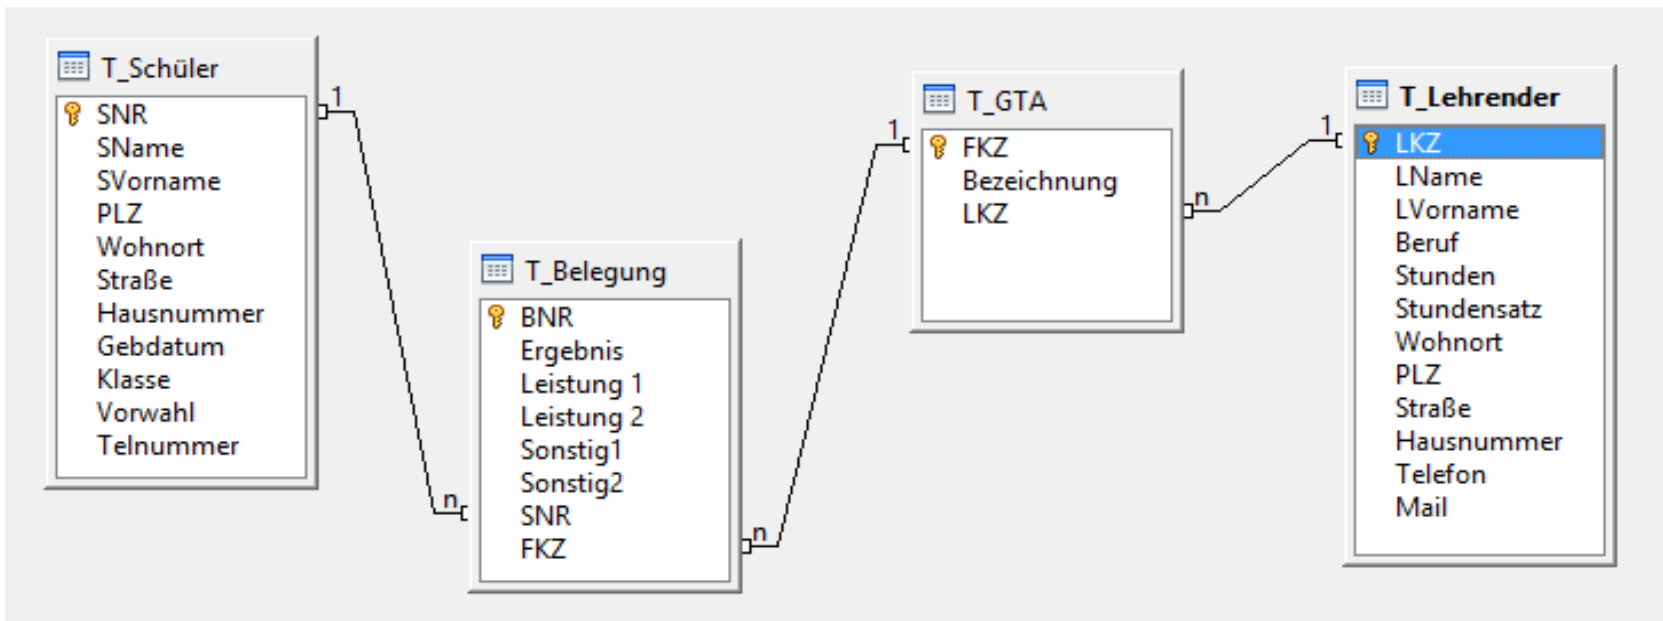 T_Schüler
SNR
SName
SVorname
PLZ
Wohnort
Straße
Hausnummer
Gebdatum
Klasse
Vorwahl
Telnummer
1
n
T_Belegung
BNR
Ergebnis
Leistung 1
Leistung 2
Sonstig1
Sonstig2
SNR
FKZ
n
1
T_GTA
FKZ
Bezeichnung
LKZ
n
1
T_Lehrender
LKZ
LName
LVorname
Beruf
Stunden
Stundensatz
Wohnort
PLZ
Straße
Hausnummer
Telefon
Mail